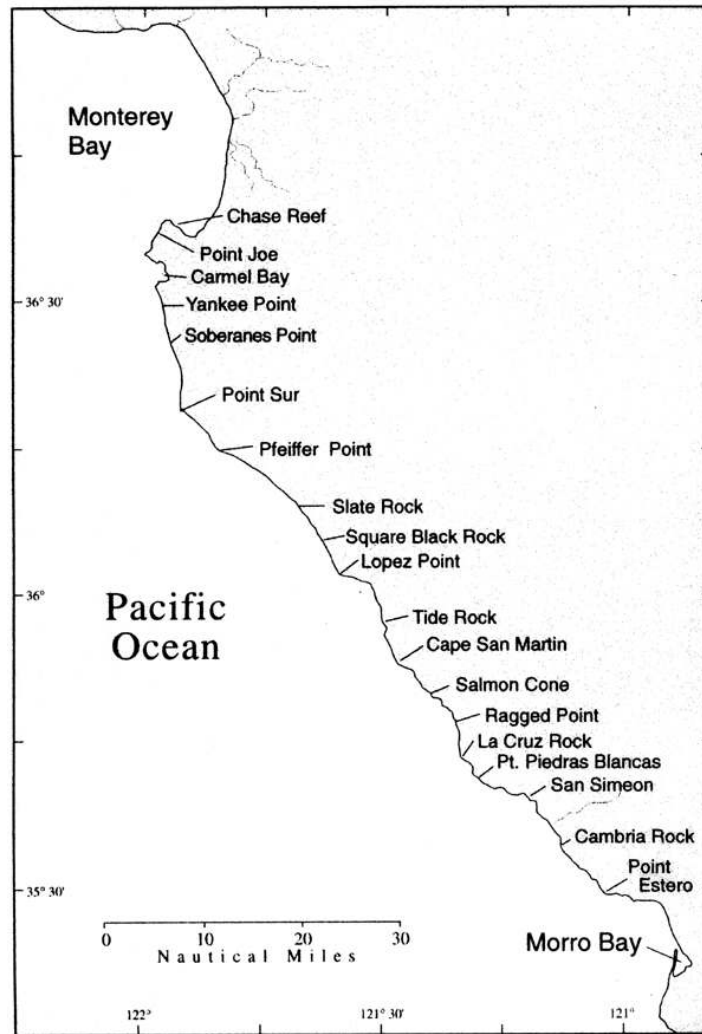 Monterey
Bay
Chase Reef
Point Joe
Carmel Bay
36° 30'
Yankee Point
Soberanes Point
Point Sur
Pfeiffer Point
Slate Rock
Square Black Rock
Lopez Point
36°
Pacific
Ocean
Tide Rock
Cape San Martin
Salmon Cone
Ragged Point
La Cruz Rock
Pt. Piedras Blancas
San Simeon
Cambria Rock
Point
Estero
35° 30'
0 10 20 30
Nautical Miles
Morro Bay
122° 121° 30' 121°